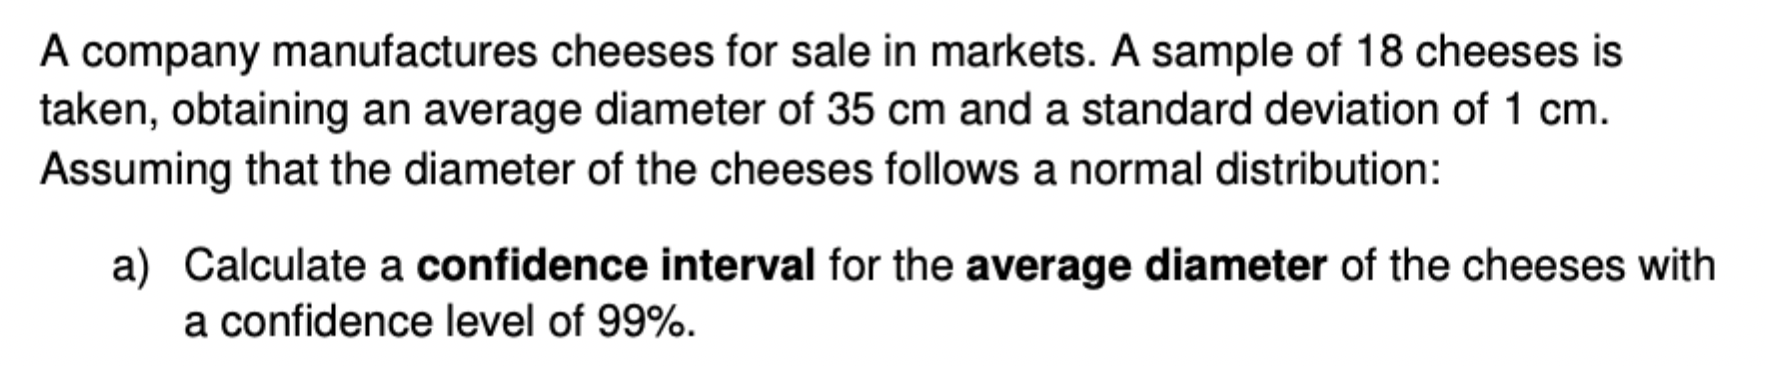 A company manufactures cheeses for sale in markets. A sample of 18 cheeses is
taken, obtaining an average diameter of 35 cm and a standard deviation of 1 cm.
Assuming that the diameter of the cheeses follows a normal distribution:
a) Calculate a confidence interval for the average diameter of the cheeses with
a confidence level of 99%.